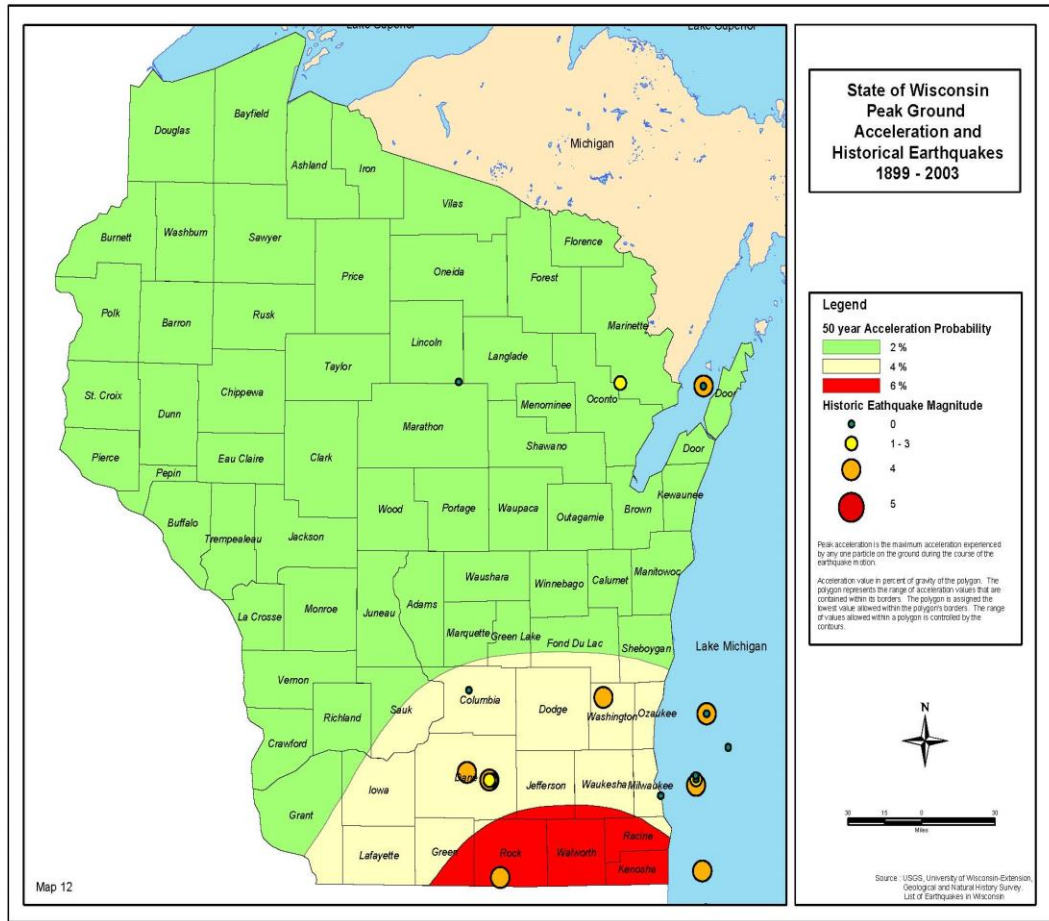 Lake Superior
Lake Superior
State of Wisconsin
Peak Ground
Acceleration and
Historical Earthquakes
1899 - 2003
Michigan
Douglas
Bayfield
Ashland
Iron
Vilas
Burnett
Washburn
Sawyer
Florence
Price
Oneida
Forest
Polk
Barron
Rusk
Marinette
Lincoln
Langlade
Taylor
St. Croix
Chippewa
Oconto
Door
Dunn
Menominee
Marathon
Shawano
Door
Pierce
Eau Claire
Clark
Pepin
Kewaunee
Buffalo
Wood
Portage
Waupaca
Brown
Outagamie
Trempealeau
Jackson
Manitowoc
Waushara
Winnebago
Calumet
La Crosse
Monroe
Juneau
Adams
Marquette
Green Lake
Fond Du Lac
Sheboygan
Lake Michigan
Vernon
Richland
Sauk
Columbia
Dodge
Washington
Ozaukee
Crawford
Dane
Iowa
Jefferson
Waukesha
Milwaukee
Grant
Lafayette
Green
Rock
Walworth
Racine
Kenosha
Map 12
Legend
50 year Acceleration Probability
2 %
4 %
6 %
Historic Eathquake Magnitude
0
1 - 3
4
5
Peak acceleration is the maximum acceleration experienced
by any one particle on the ground during the course of the
earthquake motion.
Acceleration value in percent of gravity of the polygon. The
polygon represents the range of acceleration values that are
contained within its borders. The polygon is assigned the
lowest value allowed within the polygon's borders. The range
of values allowed within a polygon is controlled by the
contours.
N
30 15 0 30
Miles
Source : USGS, University of Wisconsin-Extension,
Geological and Natural History Survey.
List of Earthquakes in Wisconsin